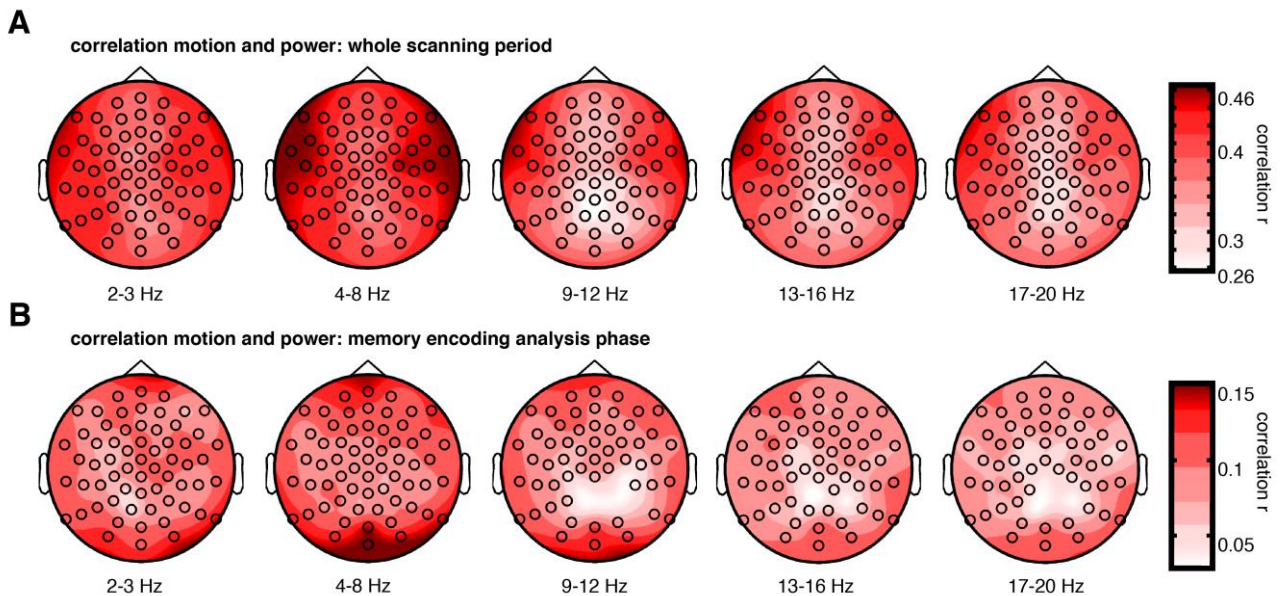 A
correlation motion and power: whole scanning period
0.46
0.4
0.3
0.26
correlation r
2-3 Hz
4-8 Hz
9-12 Hz
13-16 Hz
17-20 Hz
B
correlation motion and power: memory encoding analysis phase
0.15
0.1
0.05
correlation r
2-3 Hz
4-8 Hz
9-12 Hz
13-16 Hz
17-20 Hz